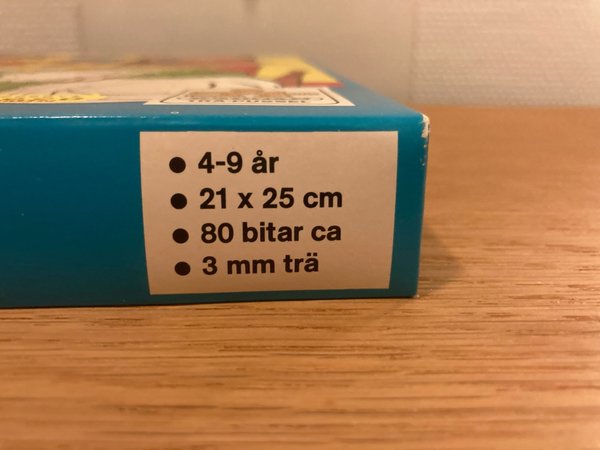 ● 4-9 år
● 21 x 25 cm
● 80 bitar ca
● 3 mm trä